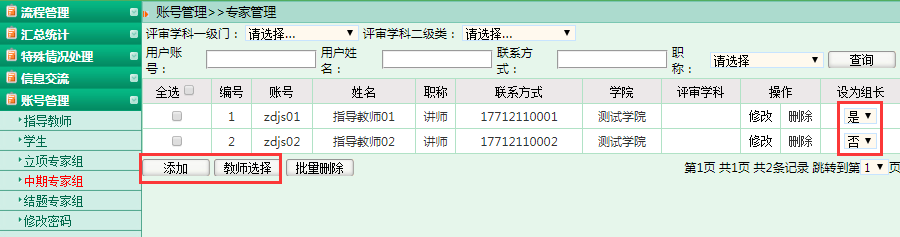 流程管理
汇总统计
特殊情况处理
信息交流
账号管理
指导教师
学生
立项专家组
中期专家组
结题专家组
修改密码
账号管理>>专家管理
评审学科一级门： 请选择... 评审学科二级类： 请选择...
用户账号： 用户姓名： 联系方式： 职称： 请选择 查询
全选 编号 账号 姓名 职称 联系方式 学院 评审学科 操作 设为组长
1 zdjs01 指导教师01 讲师 17712110001 测试学院 修改 删除 是
2 zdjs02 指导教师02 讲师 17712110002 测试学院 修改 删除 否
添加 教师选择 批量删除 第1页 共1页 共2条记录 跳转到第 1 页